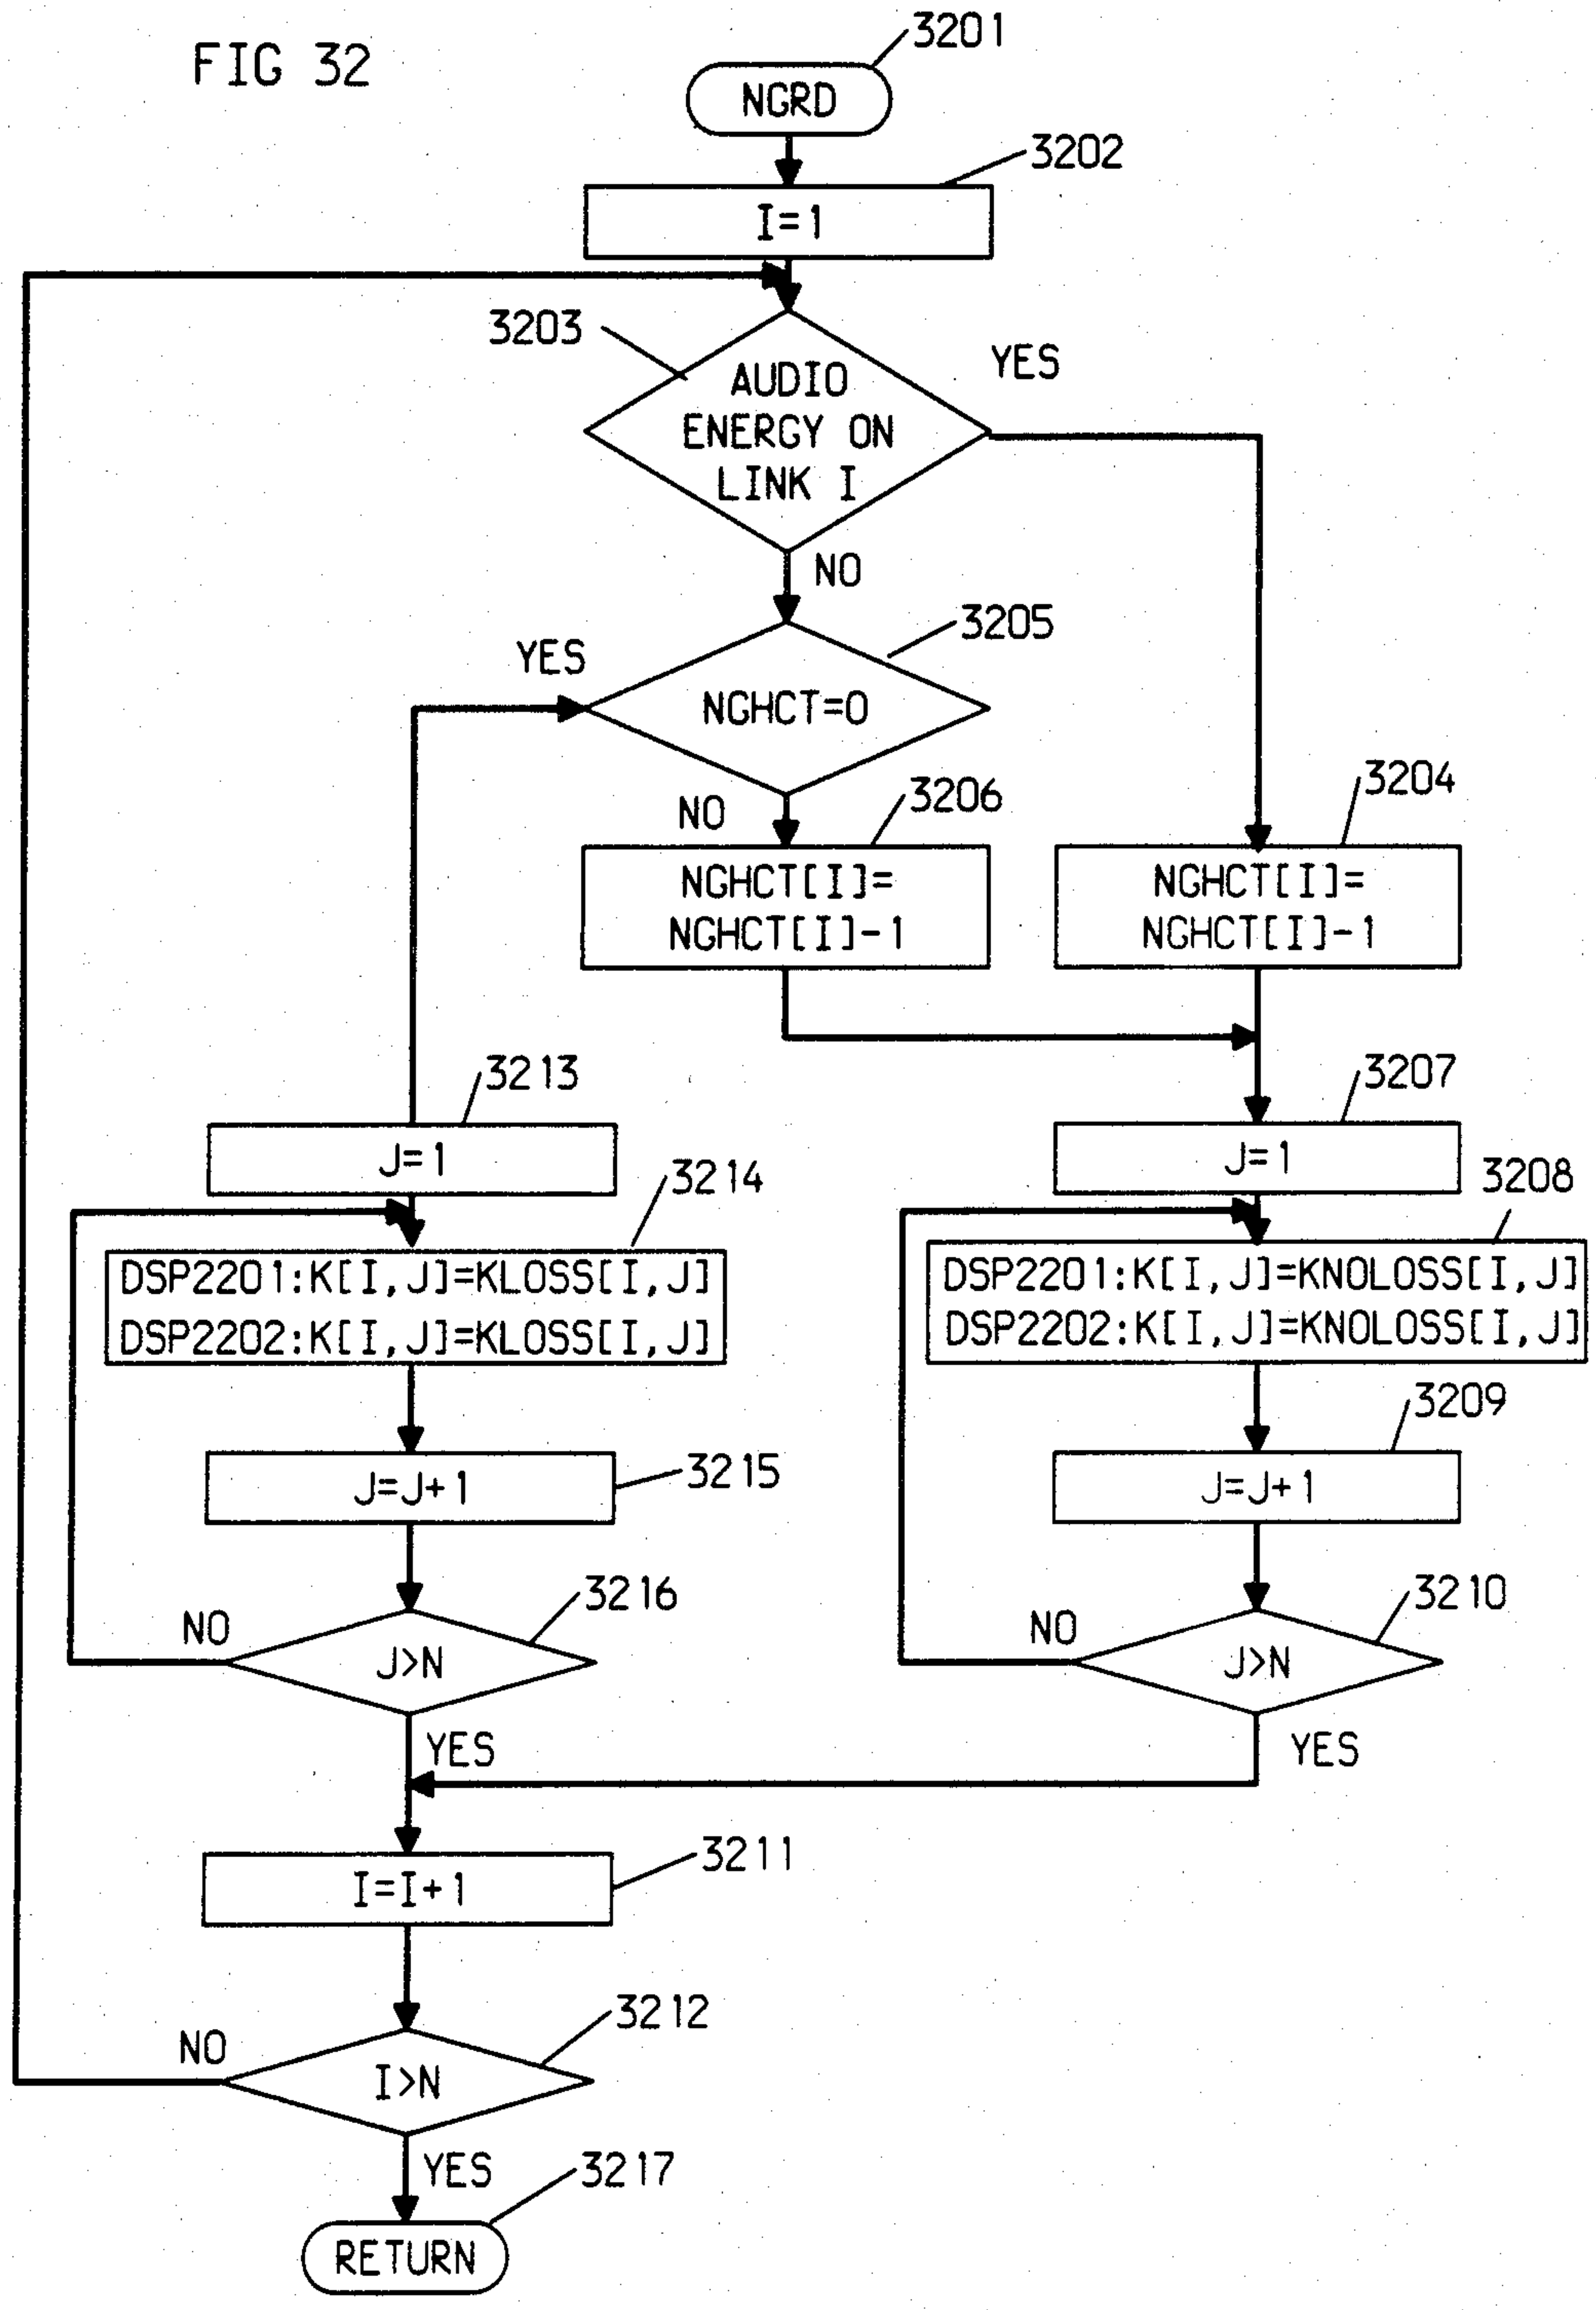 FIG 32
3201
NGRD
3202
I=1
3203
AUDIO
ENERGY ON
LINK I
YES
NO
3205
YES
NGHCT=0
NO
3206
NGHCT[I]=
NGHCT[I]-1
3204
NGHCT[I]=
NGHCT[I]-1
3213
J=1
3207
J=1
3214
DSP2201:K[I,J]=KLOSS[I,J]
DSP2202:K[I,J]=KLOSS[I,J]
3208
DSP2201:K[I,J]=KNOLOSS[I,J]
DSP2202:K[I,J]=KNOLOSS[I,J]
3215
J=J+1
3209
J=J+1
3216
NO
J>N
YES
3210
NO
J>N
YES
3211
I=I+1
3212
NO
I>N
YES
3217
RETURN